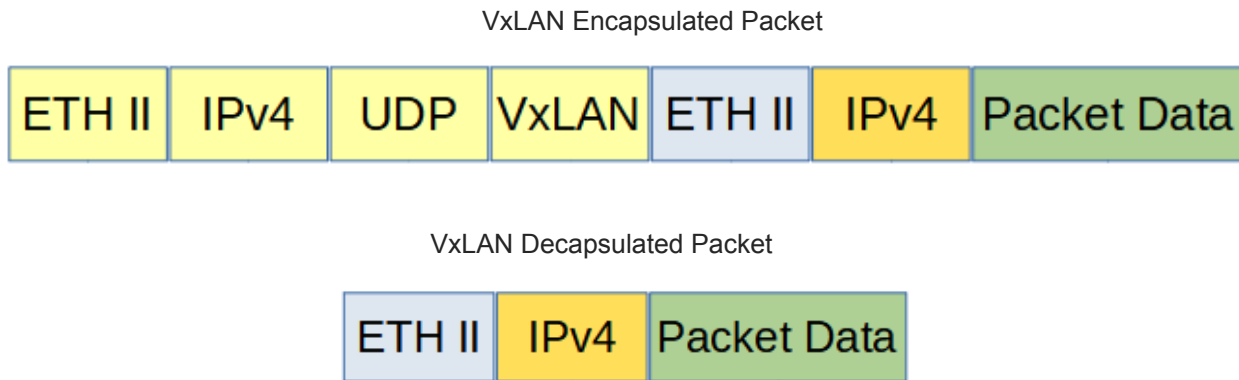 VxLAN Encapsulated Packet
ETH II IPv4 UDP VxLAN ETH II IPv4 Packet Data
VxLAN Decapsulated Packet
ETH II IPv4 Packet Data